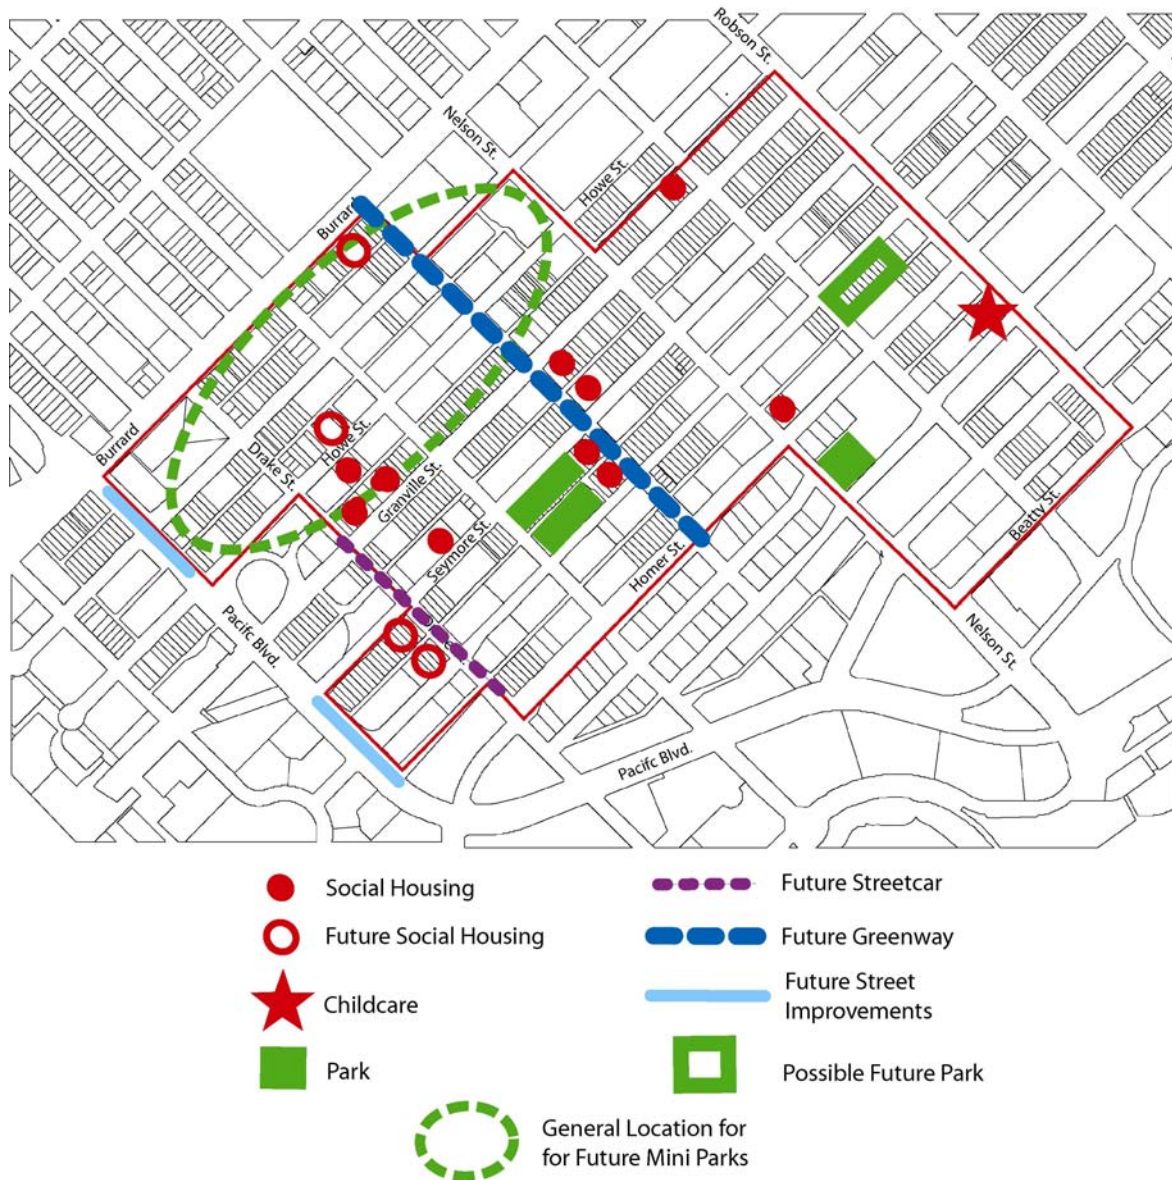 Robson St.
Nelson St.
Howe St.
Burrard
Burrard
Drake St.
Howe St.
Granville St.
Seymore St.
Homer St.
Beatty St.
Nelson St.
Pacifc Blvd.
Pacifc Blvd.
Social Housing
Future Streetcar
Future Social Housing
Future Greenway
Childcare
Future Street
Improvements
Park
Possible Future Park
General Location for
for Future Mini Parks